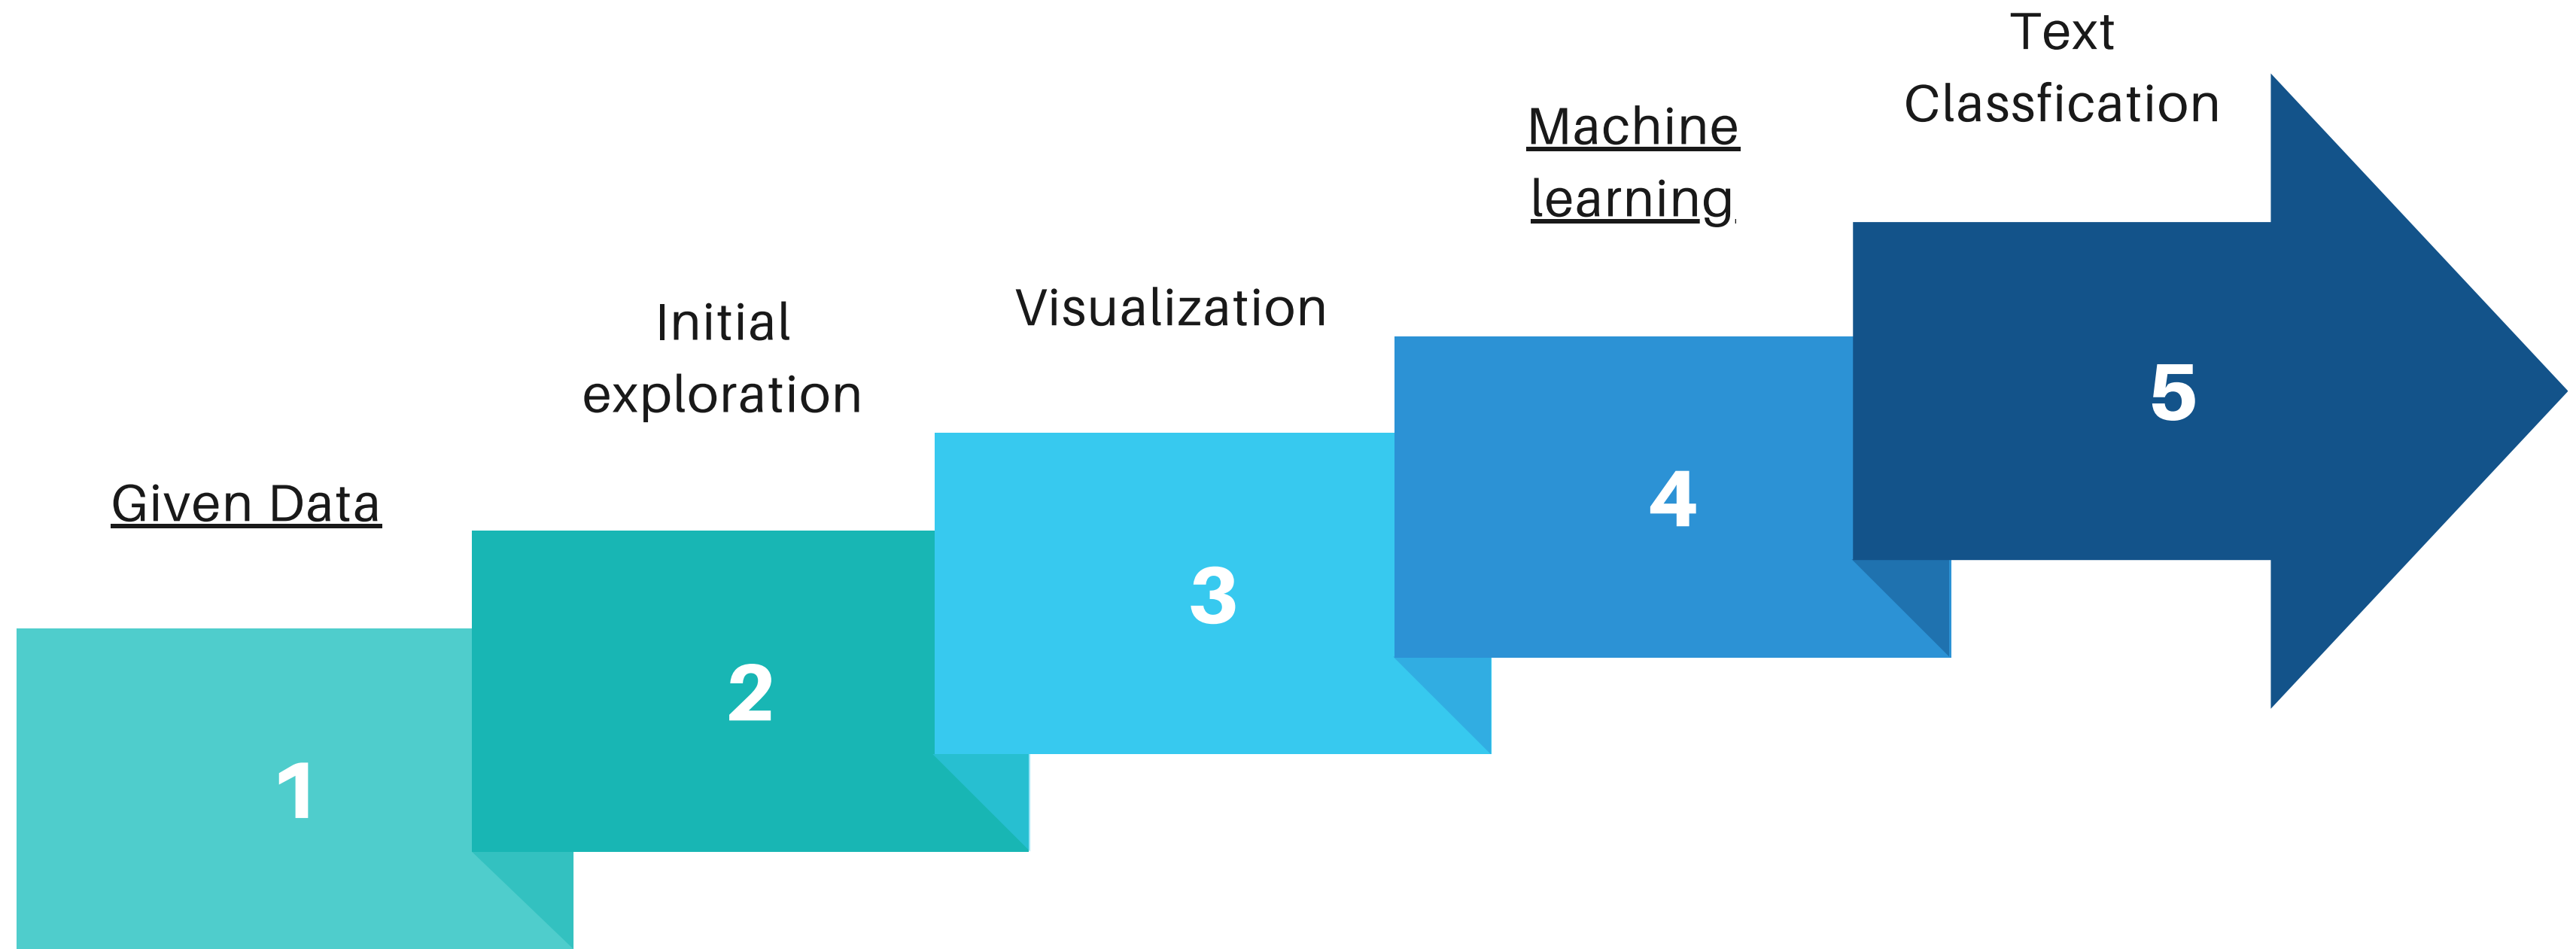 Given Data
1
Initial
exploration
2
Visualization
3
Machine
learning
4
Text
Classfication
5